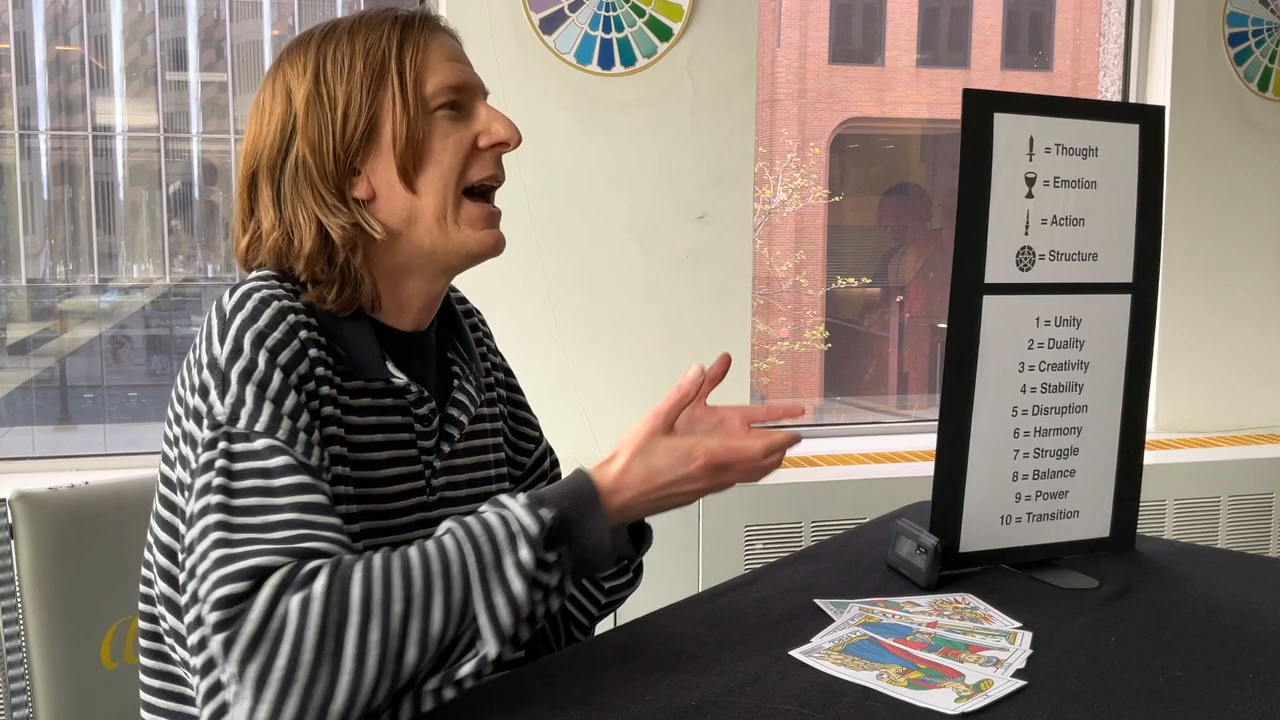 = Thought
= Emotion
= Action
= Structure
1 = Unity
2 = Duality
3 = Creativity
4 = Stability
5 = Disruption
6 = Harmony
7 = Struggle
8 = Balance
9 = Power
10 = Transition